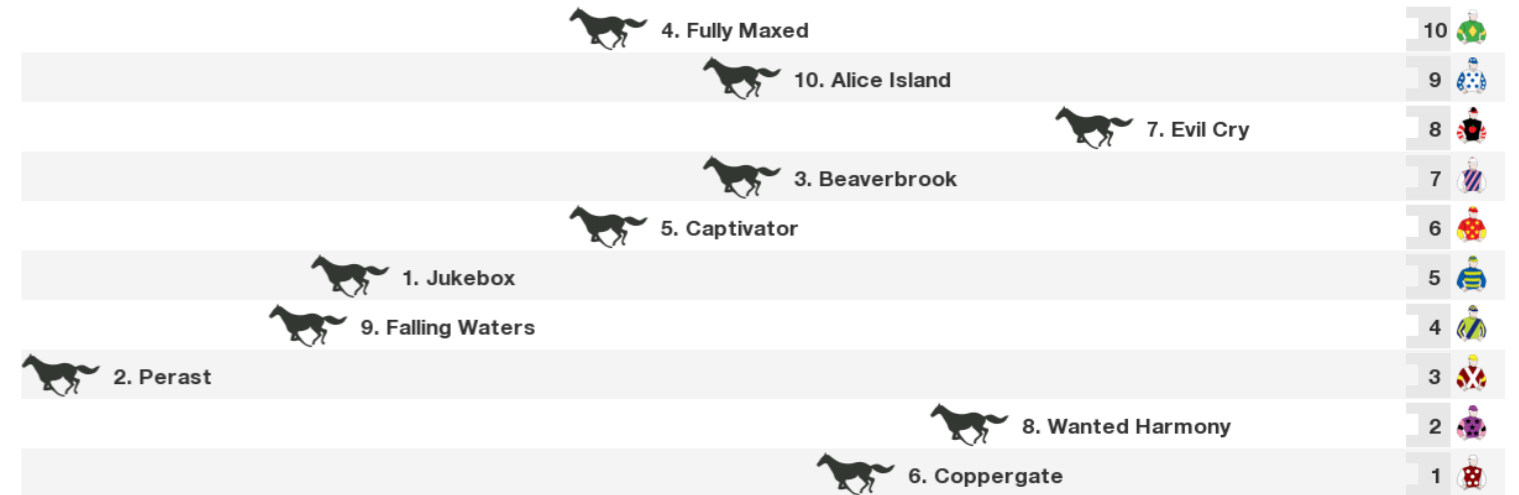 4. Fully Maxed 10
10. Alice Island 9
7. Evil Cry 8
3. Beaverbrook 7
5. Captivator 6
1. Jukebox 5
9. Falling Waters 4
2. Perast 3
8. Wanted Harmony 2
6. Coppergate 1